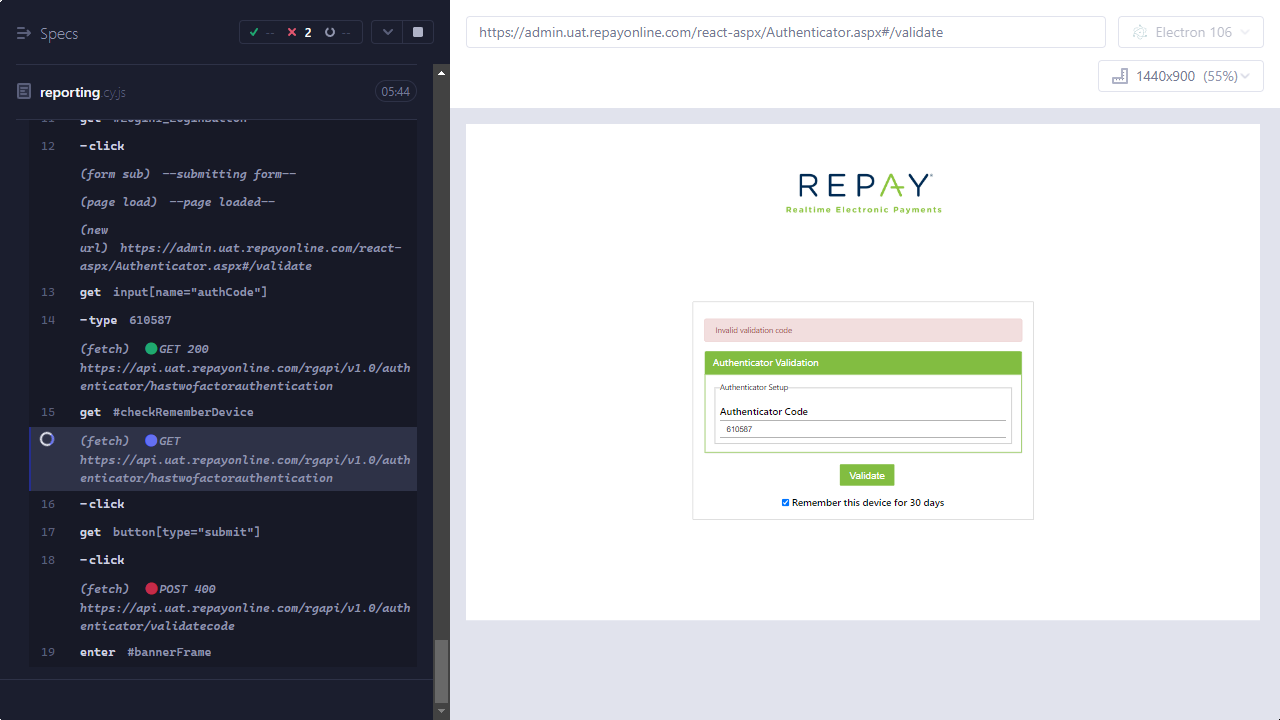 Specs
--
2
--
reporting.cy.js
05:44
11 get #Login1_LoginButton
12 -click
(form sub) --submitting form--
(page load) --page loaded--
(new
url) https://admin.uat.repayonline.com/react-
aspx/Authenticator.aspx#/validate
13 get input[name="authCode"]
14 -type 610587
(fetch) GET 200
https://api.uat.repayonline.com/rgapi/v1.0/auth
enticator/hastwofactorauthentication
15 get #checkRememberDevice
(fetch) GET
https://api.uat.repayonline.com/rgapi/v1.0/auth
enticator/hastwofactorauthentication
16 -click
17 get button[type="submit"]
18 -click
(fetch) POST 400
https://api.uat.repayonline.com/rgapi/v1.0/auth
enticator/validatecode
19 enter #bannerFrame
https://admin.uat.repayonline.com/react-aspx/Authenticator.aspx#/validate
Electron 106
1440x900 (55%)
REPAY
Realtime Electronic Payments
Invalid validation code
Authenticator Validation
Authenticator Setup
Authenticator Code
610587
Validate
Remember this device for 30 days